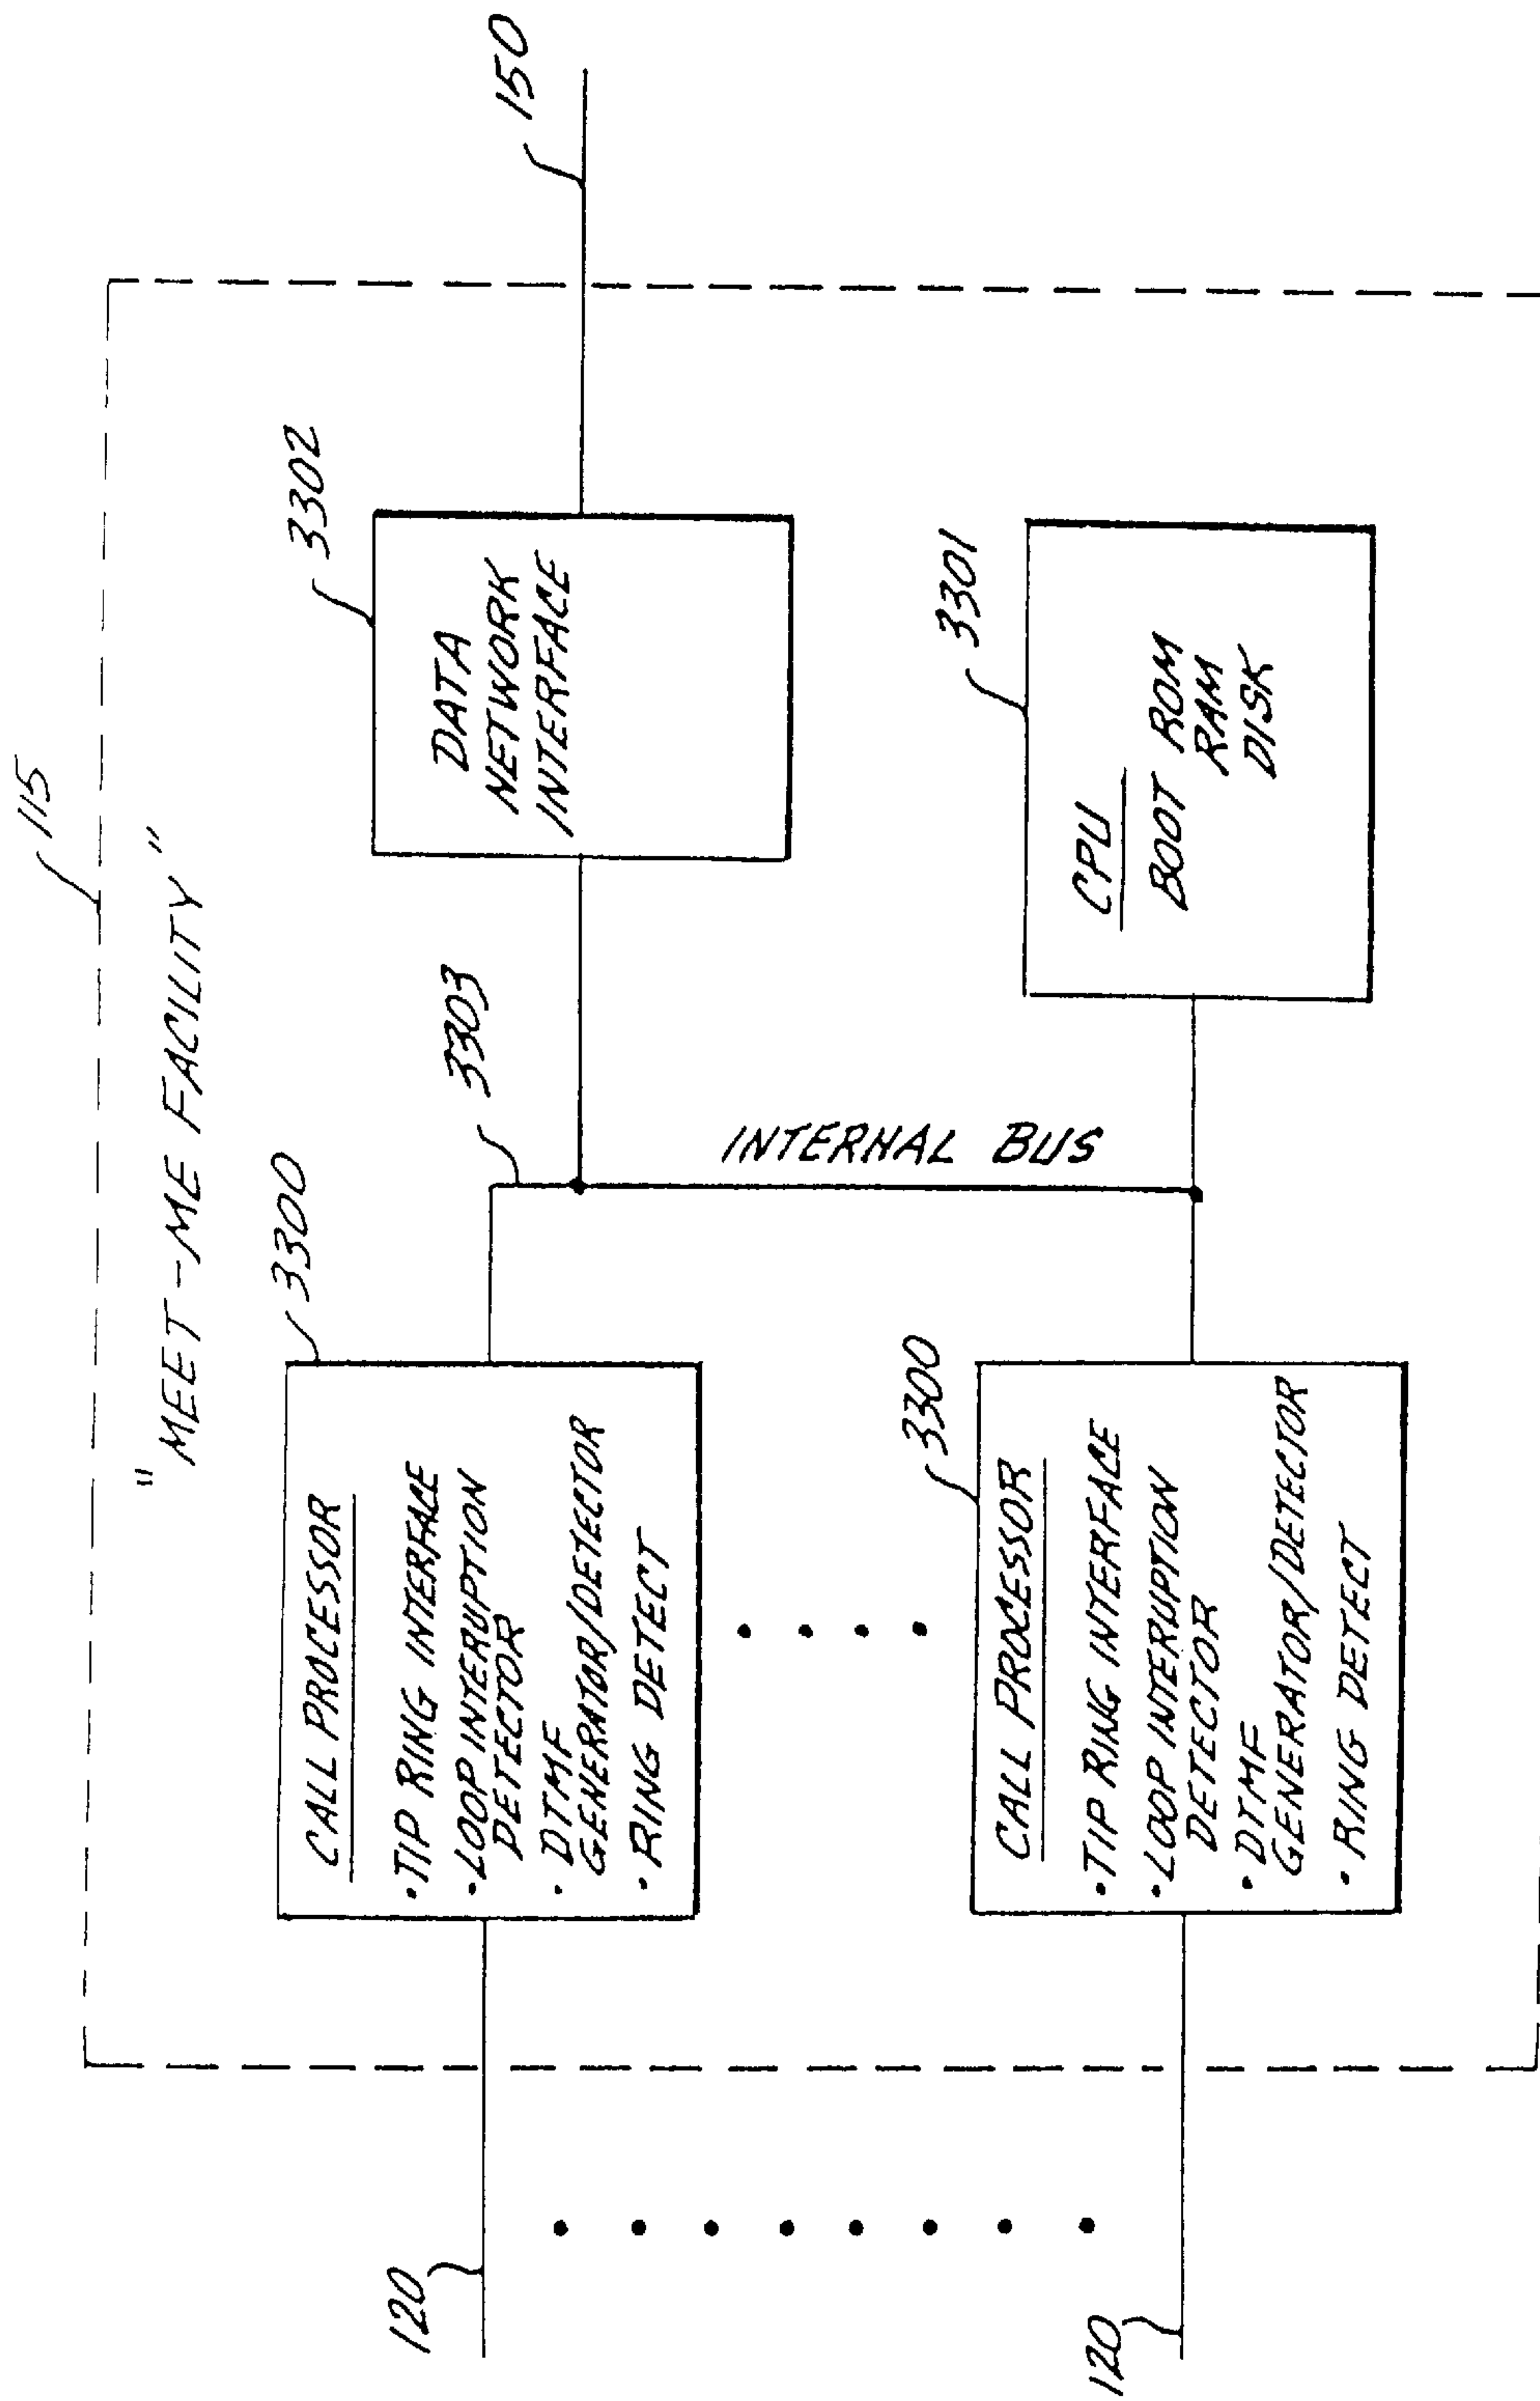 115
"MEET-ME FACILITY"
3300
CALL PROCESSOR
• TIP RING INTERFACE
• LOOP INTERUPTION
DETECTOR
• DTMF
GENERATOR/DETECTOR
• RING DETECT
120
3303
INTERNAL BUS
3302
DATA
NETWORK
INTERFACE
150
3300
CALL PROCESSOR
• TIP RING INTERFACE
• LOOP INTERUPTION
DETECTOR
• DTMF
GENERATOR/DETECTOR
• RING DETECT
120
3301
CPU
BOOT ROM
RAM
DISK